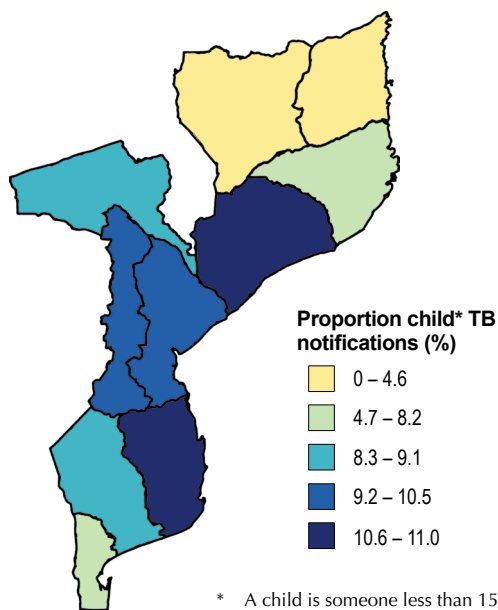 Proportion child* TB
notifications (%)
0 – 4.6
4.7 – 8.2
8.3 – 9.1
9.2 – 10.5
10.6 – 11.0
* A child is someone less than 15